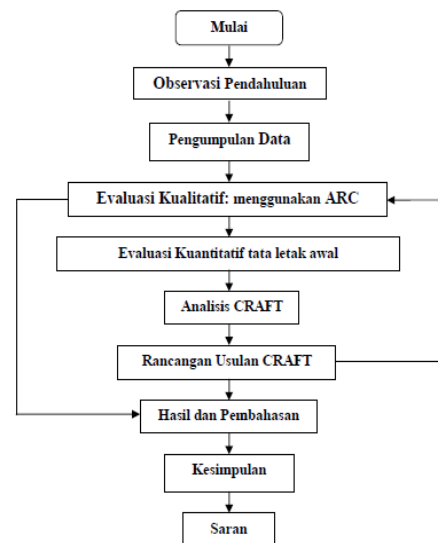 Mulai
Observasi Pendahuluan
Pengumpulan Data
Evaluasi Kualitatif: menggunakan ARC
Evaluasi Kuantitatif tata letak awal
Analisis CRAFT
Rancangan Usulan CRAFT
Hasil dan Pembahasan
Kesimpulan
Saran